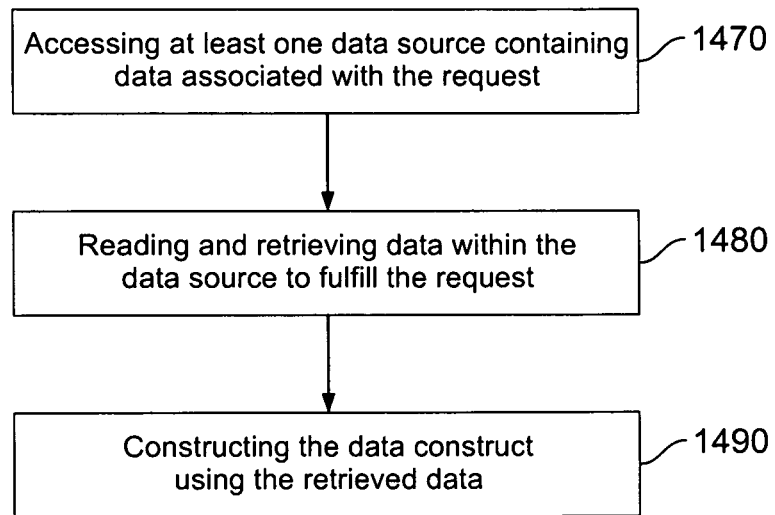 Accessing at least one data source containing
data associated with the request
1470
Reading and retrieving data within the
data source to fulfill the request
1480
Constructing the data construct
using the retrieved data
1490